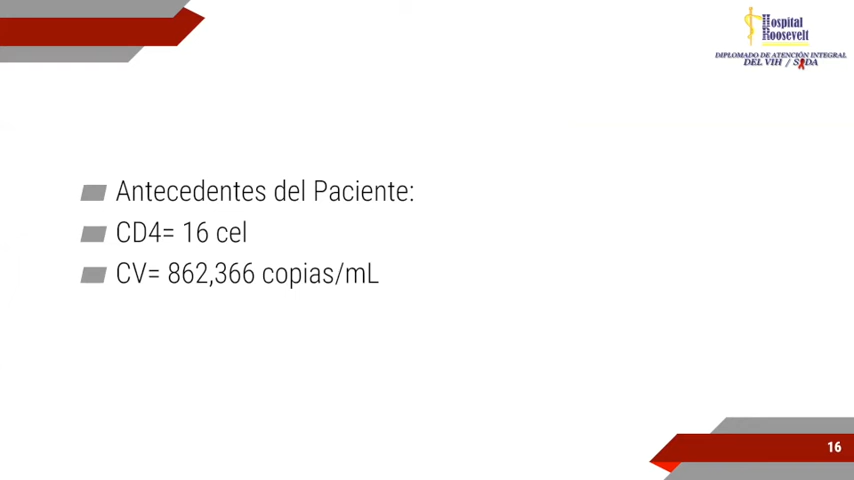 Hospital
Roosevelt
DIPLOMADO DE ATENCIÓN INTEGRAL
DEL VIH / SIDA
Antecedentes del Paciente:
CD4= 16 cel
CV= 862,366 copias/mL
16